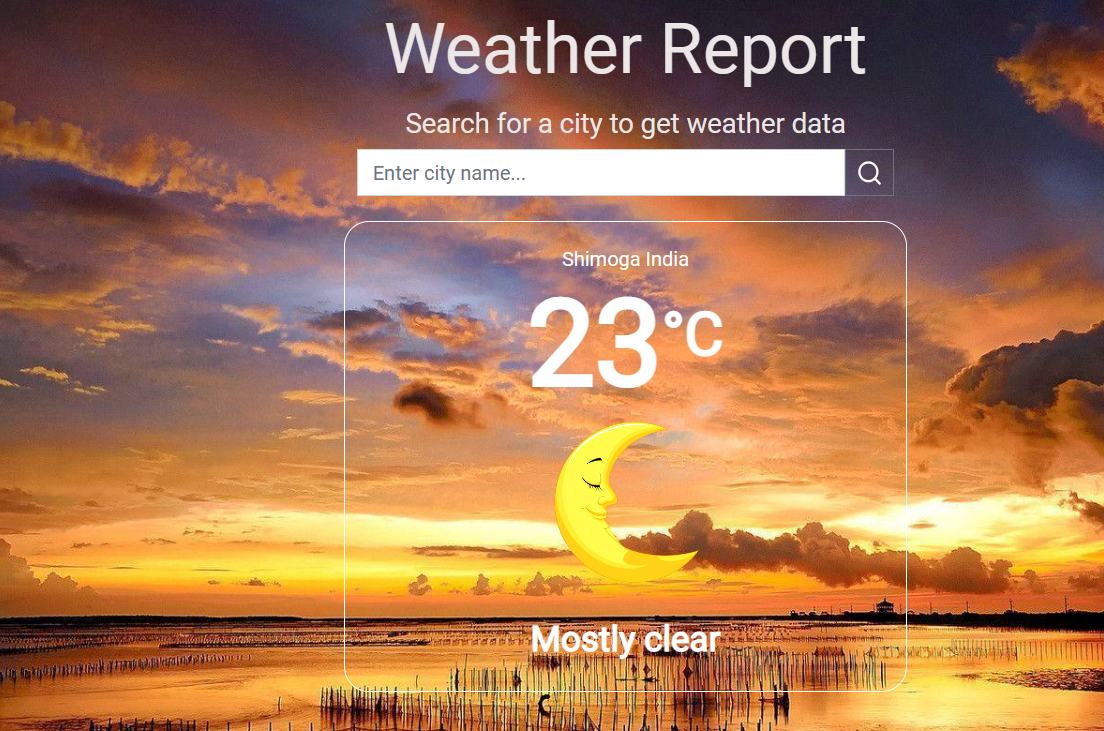 Weather Report
Search for a city to get weather data
Enter city name...
Shimoga India
23°C
Mostly clear